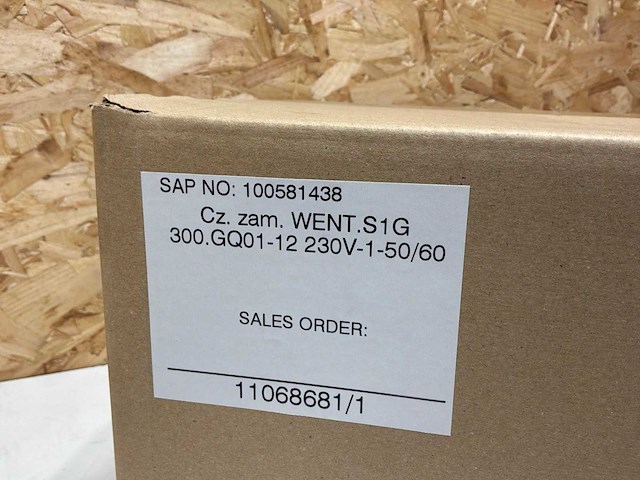 SAP NO: 100581438
Cz. zam. WENT.S1G
300.GQ01-12 230V-1-50/60
SALES ORDER:
11068681/1